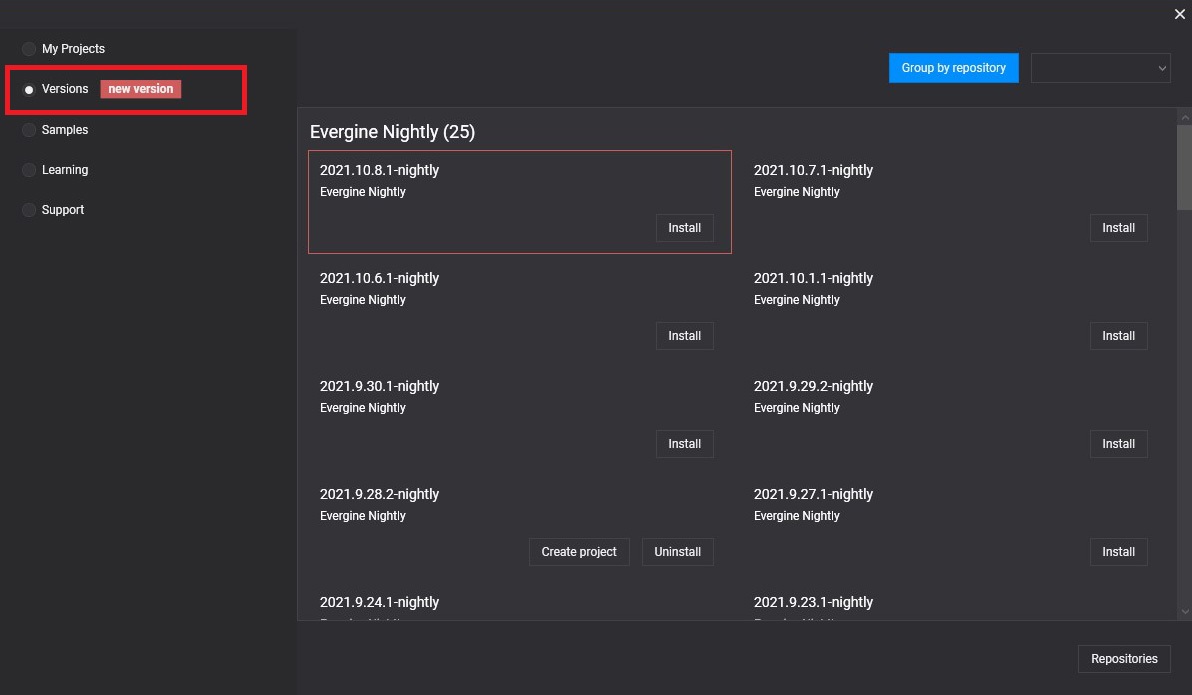 My Projects
Versions new version
Samples
Learning
Support
Group by repository
Evergine Nightly (25)
2021.10.8.1-nightly
Evergine Nightly
Install
2021.10.7.1-nightly
Evergine Nightly
Install
2021.10.6.1-nightly
Evergine Nightly
Install
2021.10.1.1-nightly
Evergine Nightly
Install
2021.9.30.1-nightly
Evergine Nightly
Install
2021.9.29.2-nightly
Evergine Nightly
Install
2021.9.28.2-nightly
Evergine Nightly
Create project Uninstall
2021.9.27.1-nightly
Evergine Nightly
Install
2021.9.24.1-nightly
2021.9.23.1-nightly
Repositories